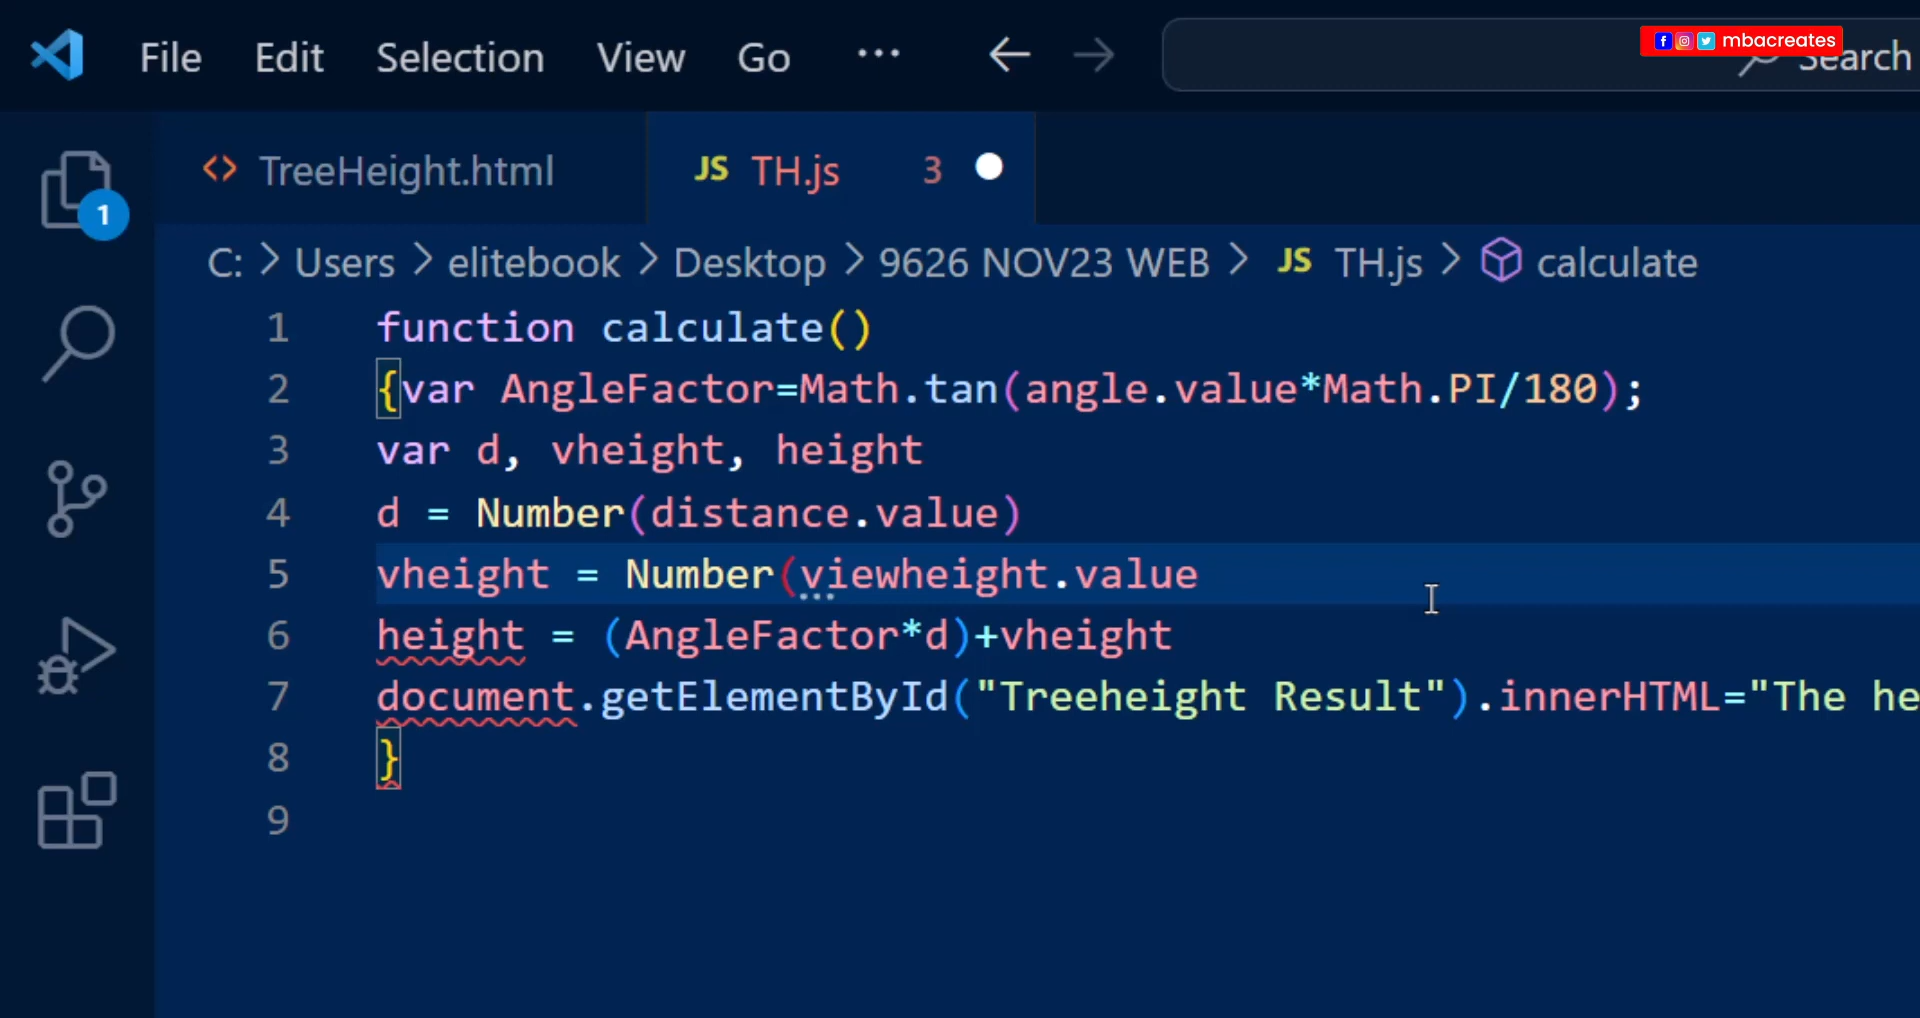 File Edit Selection View Go ··· ← → Search
mbacreates
<> TreeHeight.html JS TH.js 3
1
C: > Users > elitebook > Desktop > 9626 NOV23 WEB > JS TH.js > calculate
1 function calculate()
2 {var AngleFactor=Math.tan(angle.value*Math.PI/180);
3 var d, vheight, height
4 d = Number(distance.value)
5 vheight = Number(viewheight.value
6 height = (AngleFactor*d)+vheight
7 document.getElementById("Treeheight Result").innerHTML="The he
8 }
9